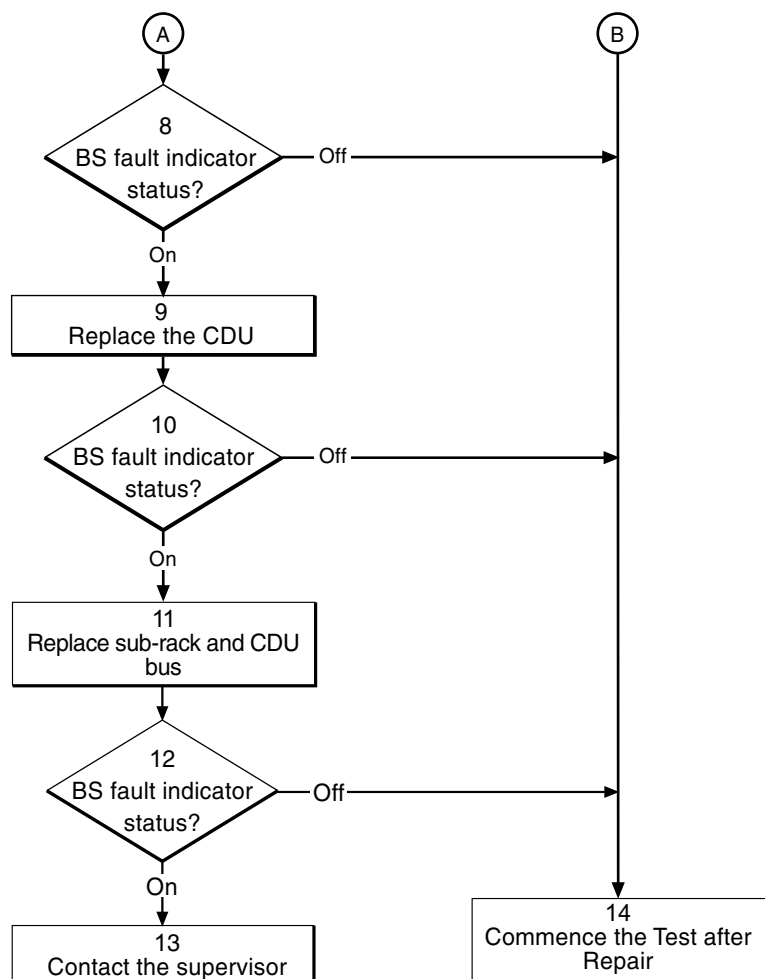 A
B
8
BS fault indicator
status?
Off
On
9
Replace the CDU
10
BS fault indicator
status?
Off
On
11
Replace sub-rack and CDU
bus
12
BS fault indicator
status?
Off
On
13
Contact the supervisor
14
Commence the Test after
Repair